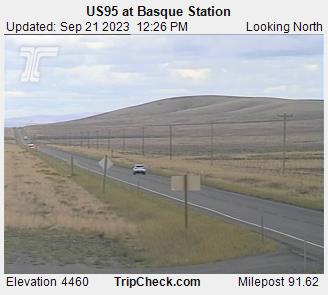 US95 at Basque Station
Updated: Sep 21 2023 12:26 PM Looking North
Elevation 4460 TripCheck.com Milepost 91.62